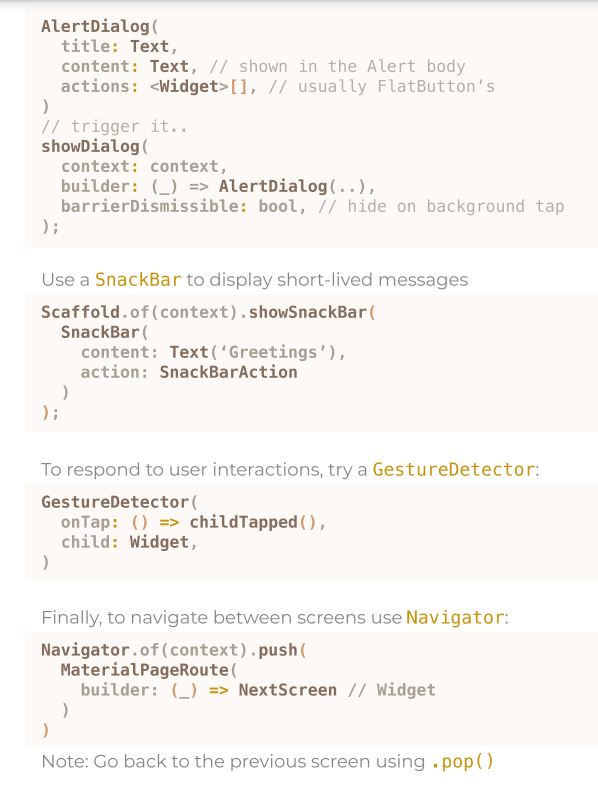 AlertDialog(
  title: Text,
  content: Text, // shown in the Alert body
  actions: <Widget>[], // usually FlatButton’s
)
// trigger it..
showDialog(
  context: context,
  builder: (_) => AlertDialog(..),
  barrierDismissible: bool, // hide on background tap
);
Use a SnackBar to display short-lived messages
Scaffold.of(context).showSnackBar(
  SnackBar(
    content: Text(‘Greetings’),
    action: SnackBarAction
  )
);
To respond to user interactions, try a GestureDetector:
GestureDetector(
  onTap: () => childTapped(),
  child: Widget,
)
Finally, to navigate between screens use Navigator:
Navigator.of(context).push(
  MaterialPageRoute(
    builder: (_) => NextScreen // Widget
  )
)
Note: Go back to the previous screen using .pop()